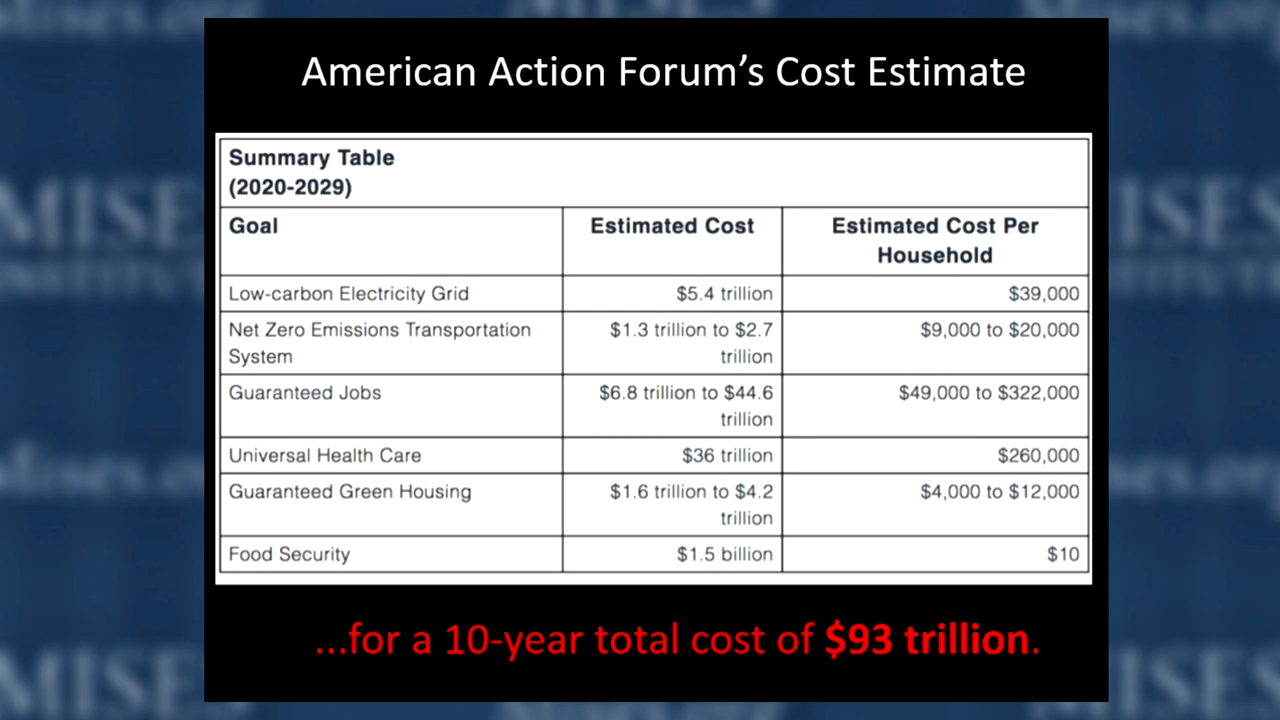 American Action Forum's Cost Estimate
Summary Table
(2020-2029)
Goal
Estimated Cost
Estimated Cost Per
Household
Low-carbon Electricity Grid
$5.4 trillion
$39,000
Net Zero Emissions Transportation
System
$1.3 trillion to $2.7
trillion
$9,000 to $20,000
Guaranteed Jobs
$6.8 trillion to $44.6
trillion
$49,000 to $322,000
Universal Health Care
$36 trillion
$260,000
Guaranteed Green Housing
$1.6 trillion to $4.2
trillion
$4,000 to $12,000
Food Security
$1.5 billion
$10
...for a 10-year total cost of $93 trillion.